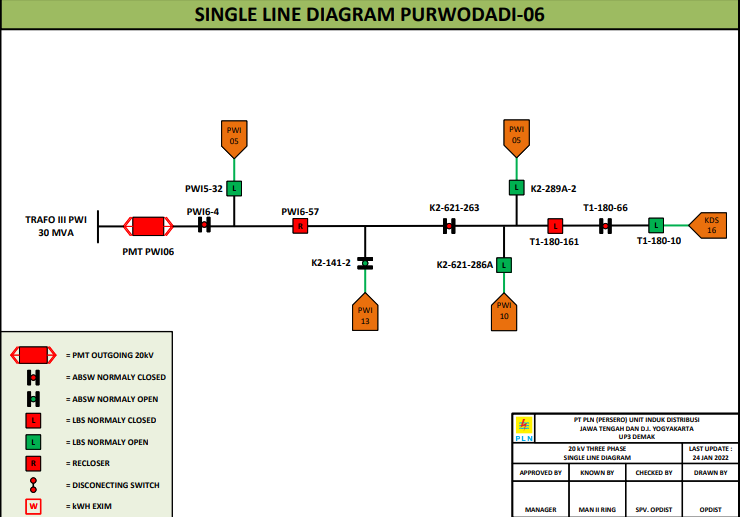 SINGLE LINE DIAGRAM PURWODADI-06
PWI
05
PWI
05
PWI5-32
L
L
K2-289A-2
PWI6-4
PWI6-57
K2-621-263
T1-180-66
TRAFO III PWI
30 MVA
R
L
L
KDS
16
PMT PWI06
T1-180-161
T1-180-10
K2-141-2
K2-621-286A
L
PWI
13
PWI
10
= PMT OUTGOING 20kV
= ABSW NORMALY CLOSED
= ABSW NORMALY OPEN
L = LBS NORMALY CLOSED
L = LBS NORMALY OPEN
R = RECLOSER
= DISCONECTING SWITCH
W = kWH EXIM
PLN
PT PLN (PERSERO) UNIT INDUK DISTRIBUSI
JAWA TENGAH DAN D.I. YOGYAKARTA
UP3 DEMAK
20 kV THREE PHASE
SINGLE LINE DIAGRAM
LAST UPDATE :
24 JAN 2022
APPROVED BY
KNOWN BY
CHECKED BY
DRAWN BY
MANAGER
MAN II RING
SPV. OPDIST
OPDIST